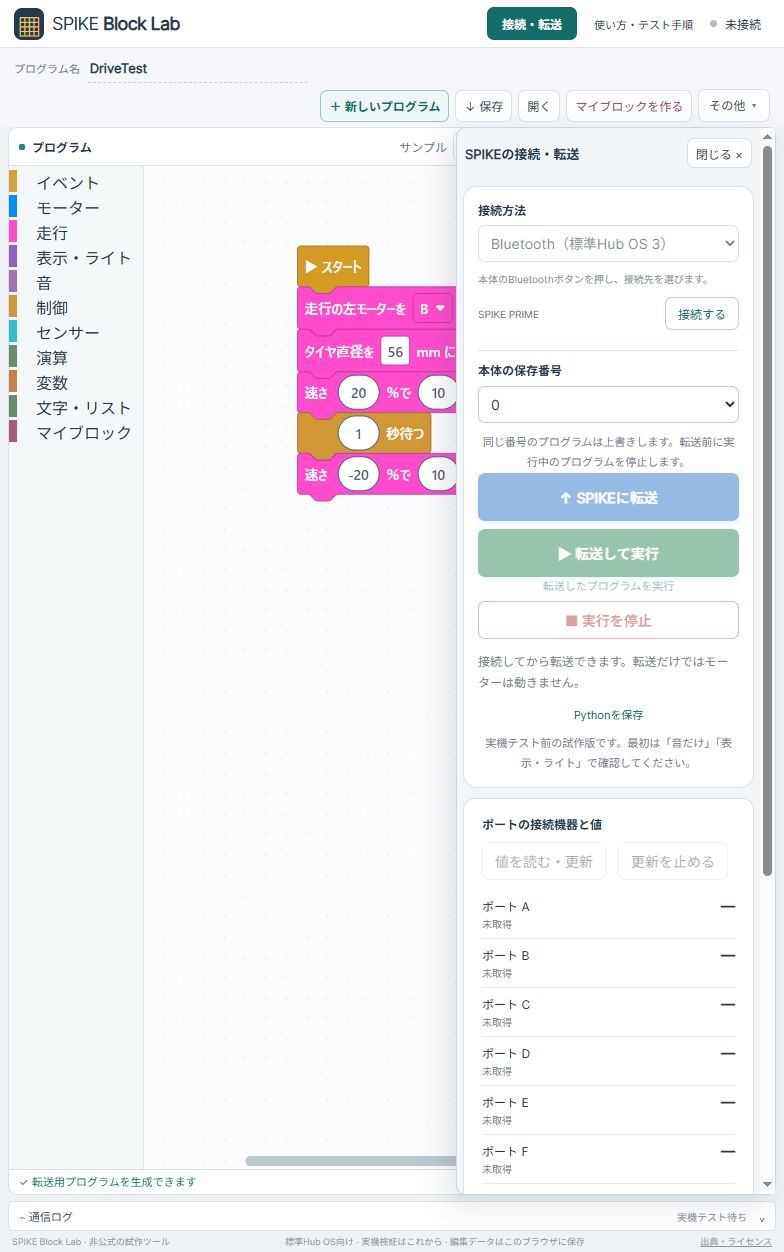 SPIKE Block Lab
接続・転送
使い方・テスト手順
未接続
プログラム名 DriveTest
＋ 新しいプログラム
↓ 保存
開く
マイブロックを作る
その他
プログラム
サンプル
イベント
モーター
走行
表示・ライト
音
制御
センサー
演算
変数
文字・リスト
マイブロック
▶ スタート
走行の左モーターを B
タイヤ直径を 56 mm に
速さ 20 %で 10
1 秒待つ
速さ -20 %で 10
SPIKEの接続・転送
閉じる ×
接続方法
Bluetooth（標準Hub OS 3）
本体のBluetoothボタンを押し、接続先を選びます。
SPIKE PRIME
接続する
本体の保存番号
0
同じ番号のプログラムは上書きします。転送前に実
行中のプログラムを停止します。
↑ SPIKEに転送
▶ 転送して実行
転送したプログラムを実行
■ 実行を停止
接続してから転送できます。転送だけではモー
ターは動きません。
Pythonを保存
実機テスト前の試作版です。最初は「音だけ」「表
示・ライト」で確認してください。
ポートの接続機器と値
値を読む・更新
更新を止める
ポート A —
未取得
ポート B —
未取得
ポート C —
未取得
ポート D —
未取得
ポート E —
未取得
ポート F —
未取得
✓ 転送用プログラムを生成できます
通信ログ
実機テスト待ち
SPIKE Block Lab · 非公式の試作ツール
標準Hub OS向け · 実機検証はこれから · 編集データはこのブラウザに保存
出典・ライセンス